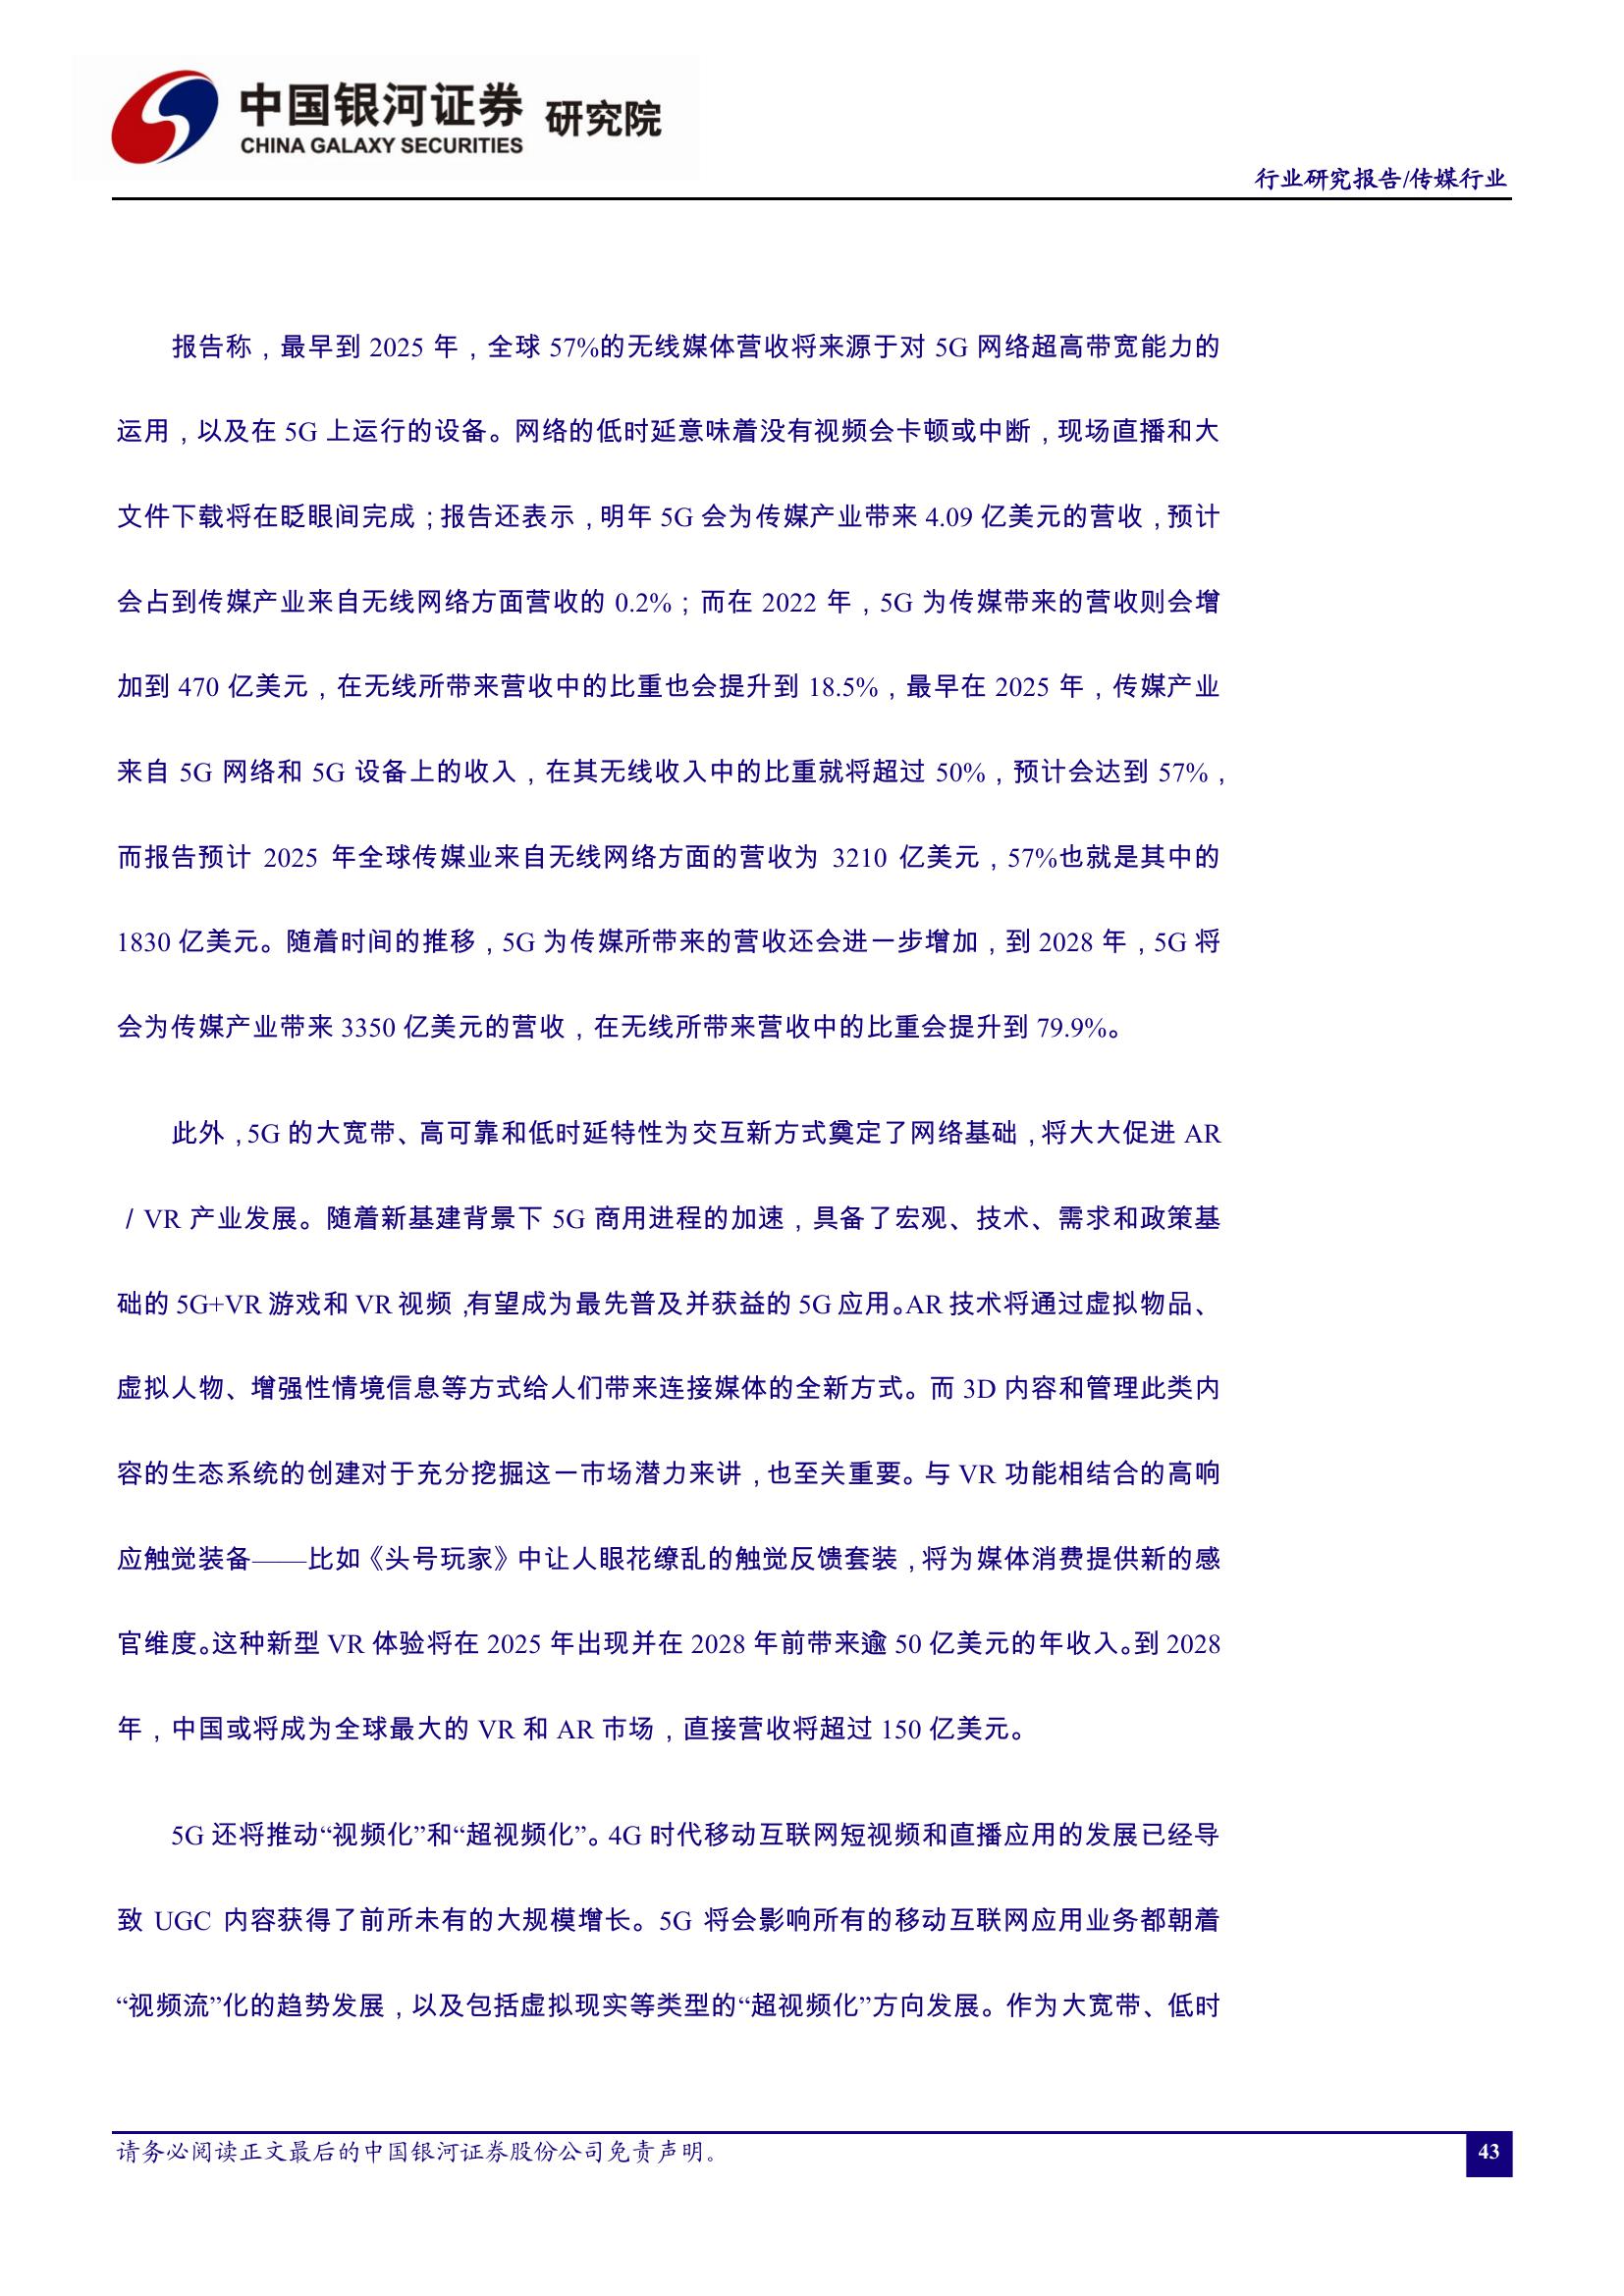 中国银河证券 研究院
CHINA GALAXY SECURITIES
行业研究报告/传媒行业
报告称，最早到 2025 年，全球 57%的无线媒体营收将来源于对 5G 网络超高带宽能力的
运用，以及在 5G 上运行的设备。网络的低时延意味着没有视频会卡顿或中断，现场直播和大
文件下载将在眨眼间完成；报告还表示，明年 5G 会为传媒产业带来 4.09 亿美元的营收，预计
会占到传媒产业来自无线网络方面营收的 0.2%；而在 2022 年，5G 为传媒带来的营收则会增
加到 470 亿美元，在无线所带来营收中的比重也会提升到 18.5%，最早在 2025 年，传媒产业
来自 5G 网络和 5G 设备上的收入，在其无线收入中的比重就将超过 50%，预计会达到 57%，
而报告预计 2025 年全球传媒业来自无线网络方面的营收为 3210 亿美元，57%也就是其中的
1830 亿美元。随着时间的推移，5G 为传媒所带来的营收还会进一步增加，到 2028 年，5G 将
会为传媒产业带来 3350 亿美元的营收，在无线所带来营收中的比重会提升到 79.9%。
此外，5G 的大宽带、高可靠和低时延特性为交互新方式奠定了网络基础，将大大促进 AR
／VR 产业发展。随着新基建背景下 5G 商用进程的加速，具备了宏观、技术、需求和政策基
础的 5G+VR 游戏和 VR 视频，有望成为最先普及并获益的 5G 应用。AR 技术将通过虚拟物品、
虚拟人物、增强性情境信息等方式给人们带来连接媒体的全新方式。而 3D 内容和管理此类内
容的生态系统的创建对于充分挖掘这一市场潜力来讲，也至关重要。与 VR 功能相结合的高响
应触觉装备——比如《头号玩家》中让人眼花缭乱的触觉反馈套装，将为媒体消费提供新的感
官维度。这种新型 VR 体验将在 2025 年出现并在 2028 年前带来逾 50 亿美元的年收入。到 2028
年，中国或将成为全球最大的 VR 和 AR 市场，直接营收将超过 150 亿美元。
5G 还将推动“视频化”和“超视频化”。4G 时代移动互联网短视频和直播应用的发展已经导
致 UGC 内容获得了前所未有的大规模增长。5G 将会影响所有的移动互联网应用业务都朝着
“视频流”化的趋势发展，以及包括虚拟现实等类型的“超视频化”方向发展。作为大宽带、低时
请务必阅读正文最后的中国银河证券股份公司免责声明。
43